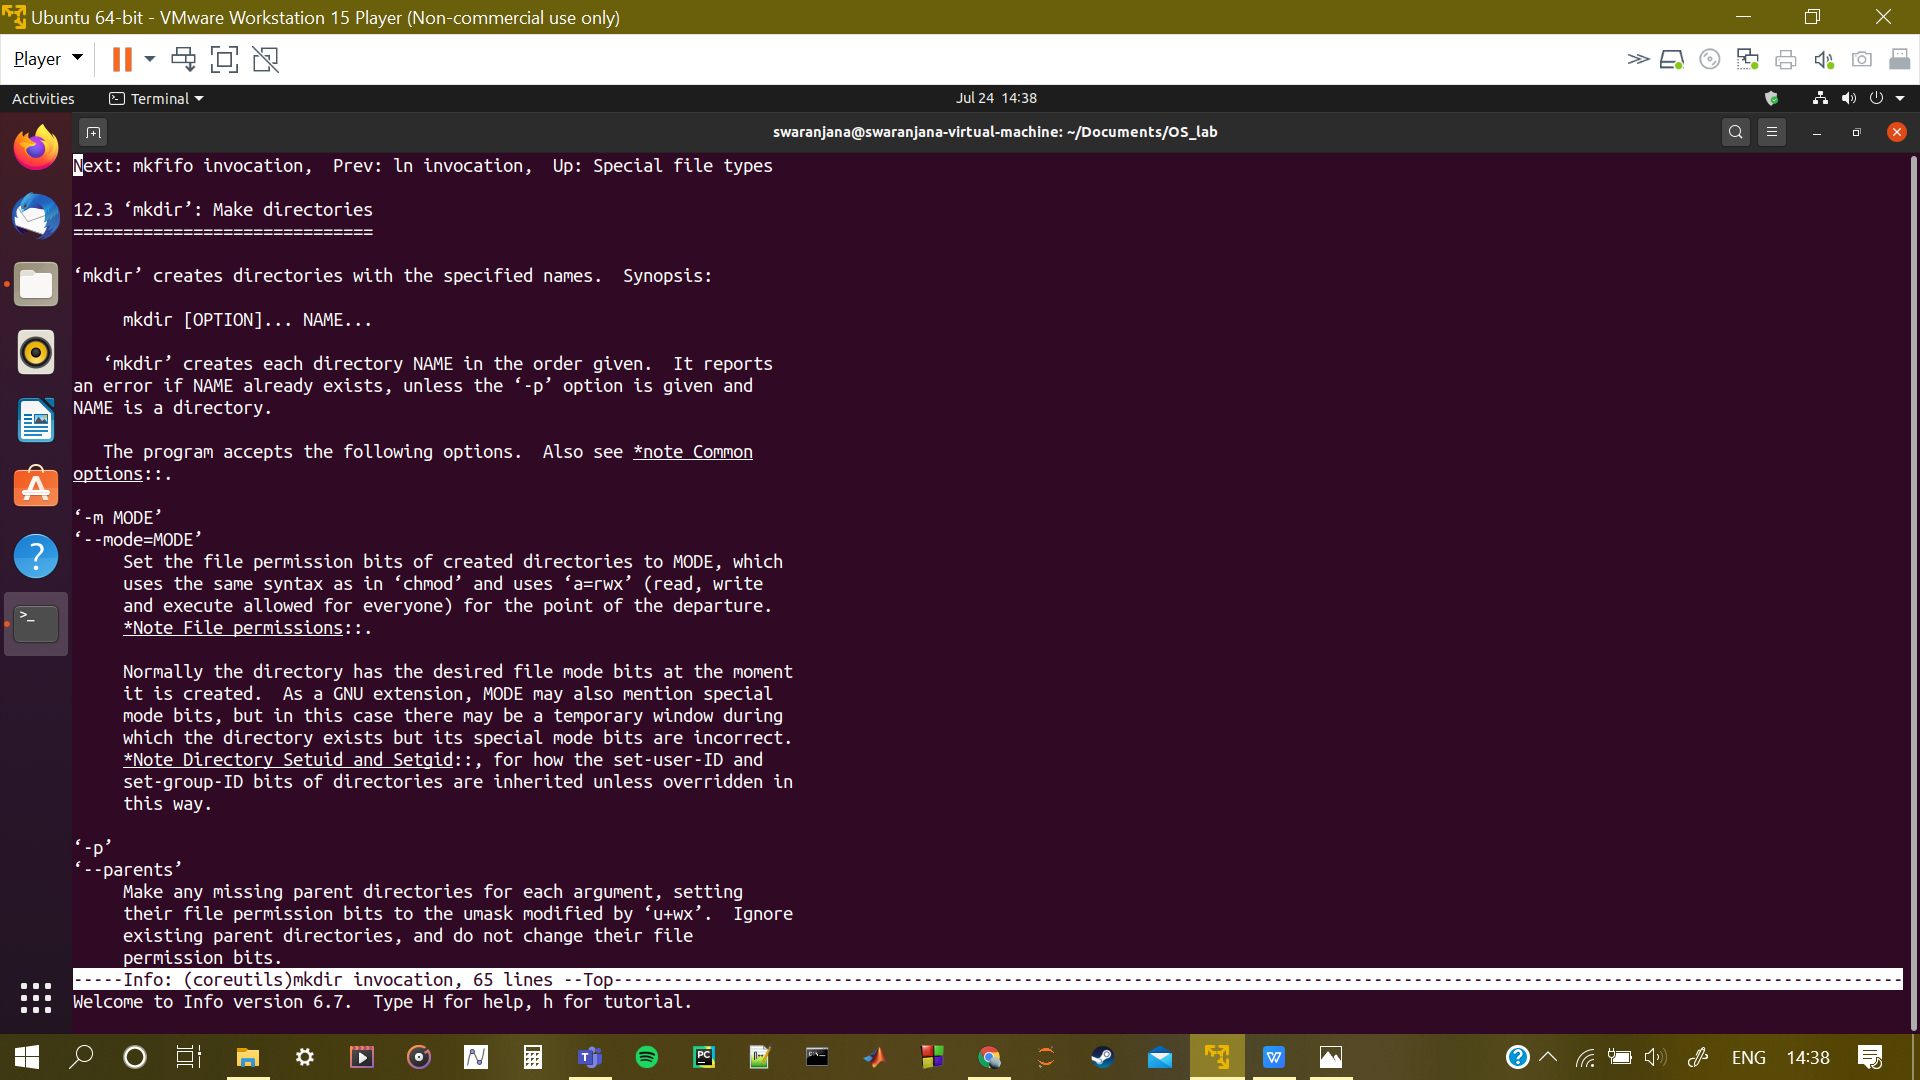 Ubuntu 64-bit - VMware Workstation 15 Player (Non-commercial use only)
Player
Activities
Terminal
Jul 24 14:38
swaranjana@swaranjana-virtual-machine: ~/Documents/OS_lab
Next: mkfifo invocation,  Prev: ln invocation,  Up: Special file types
12.3 ‘mkdir’: Make directories
==============================
‘mkdir’ creates directories with the specified names.  Synopsis:
mkdir [OPTION]... NAME...
‘mkdir’ creates each directory NAME in the order given.  It reports
an error if NAME already exists, unless the ‘-p’ option is given and
NAME is a directory.
The program accepts the following options.  Also see *note Common
options::.
‘-m MODE’
‘--mode=MODE’
Set the file permission bits of created directories to MODE, which
uses the same syntax as in ‘chmod’ and uses ‘a=rwx’ (read, write
and execute allowed for everyone) for the point of the departure.
*Note File permissions::.
Normally the directory has the desired file mode bits at the moment
it is created.  As a GNU extension, MODE may also mention special
mode bits, but in this case there may be a temporary window during
which the directory exists but its special mode bits are incorrect.
*Note Directory Setuid and Setgid::, for how the set-user-ID and
set-group-ID bits of directories are inherited unless overridden in
this way.
‘-p’
‘--parents’
Make any missing parent directories for each argument, setting
their file permission bits to the umask modified by ‘u+wx’.  Ignore
existing parent directories, and do not change their file
permission bits.
-----Info: (coreutils)mkdir invocation, 65 lines --Top---------------------------------------------------------------------------------------------------------------------------------
Welcome to Info version 6.7.  Type H for help, h for tutorial.
ENG
14:38